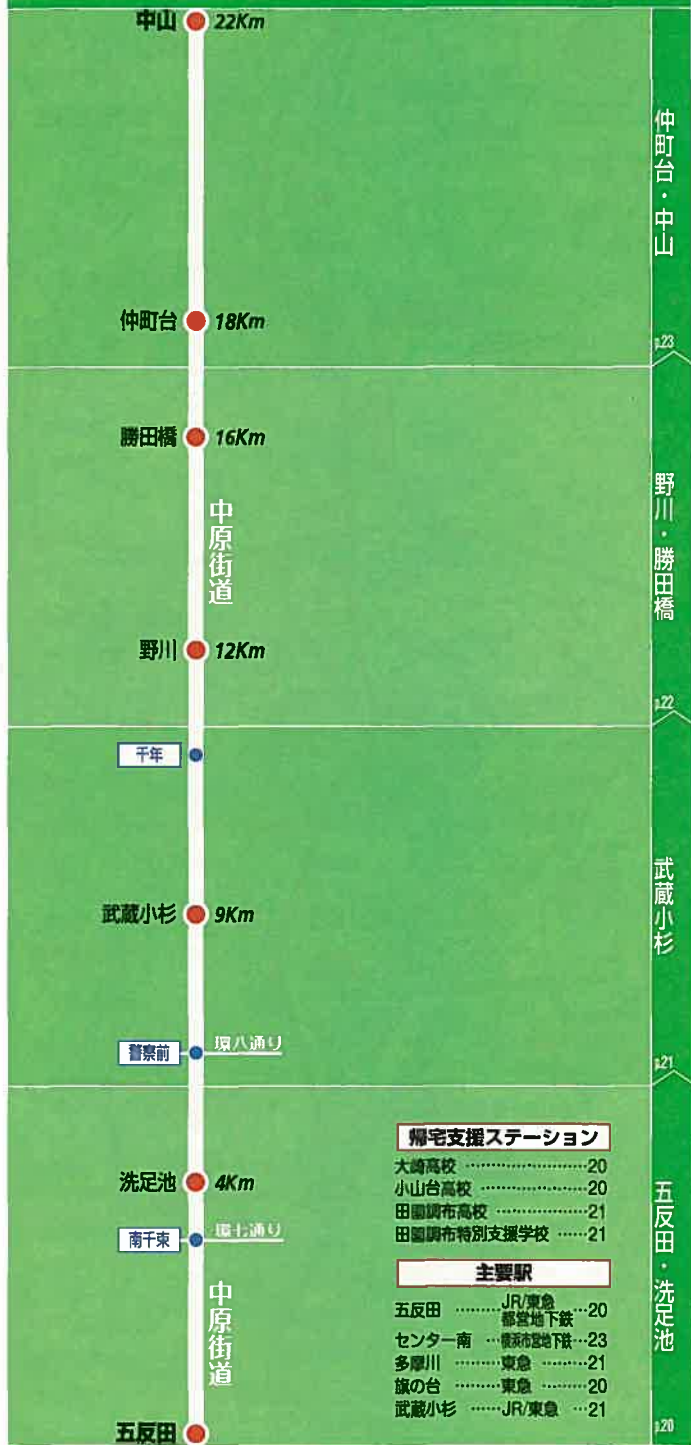 中山 22Km
仲町台・中山
仲町台 18Km
p.23
勝田橋 16Km
中原街道
野川・勝田橋
野川 12Km
p.22
千年
武蔵小杉
武蔵小杉 9Km
警察前 環八通り
p.21
洗足池 4Km
南千束 環七通り
中原街道
五反田・洗足池
五反田
p.20
帰宅支援ステーション
大崎高校 ……………………20
小山台高校 …………………20
田園調布高校 ………………21
田園調布特別支援学校 ……21
主要駅
五反田 ………JR/東急
都営地下鉄 …20
センター南 …横浜市営地下鉄…23
多摩川 ………東急 ……21
旗の台 ………東急 ……20
武蔵小杉 ……JR/東急 …21